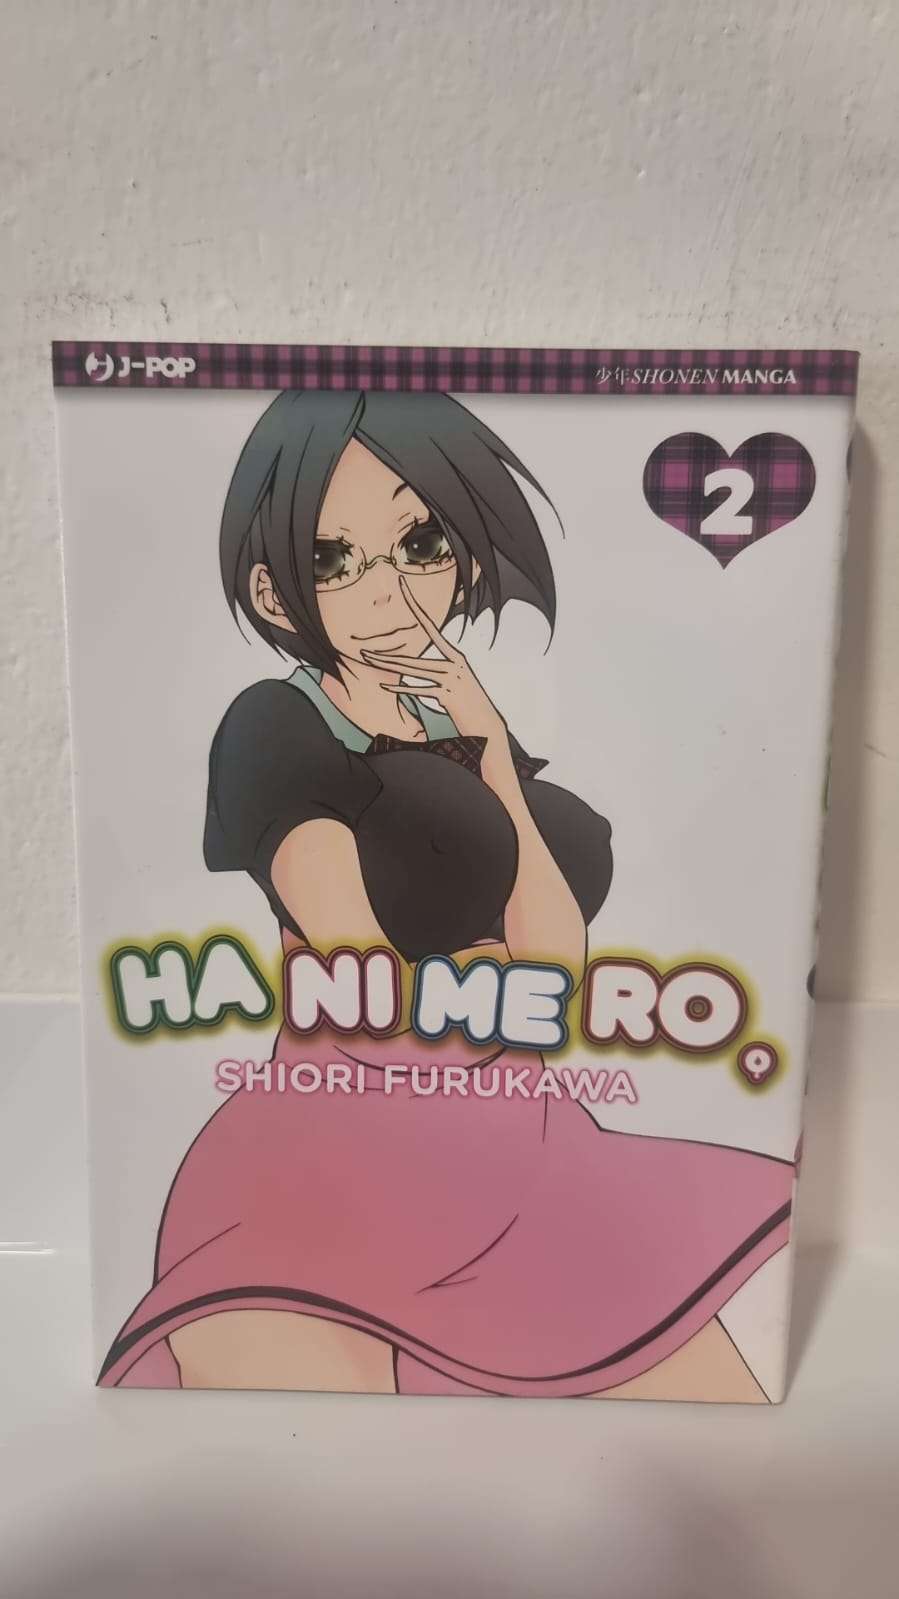 J-POP
少年SHONEN MANGA
2
HA NI ME RO.
SHIORI FURUKAWA